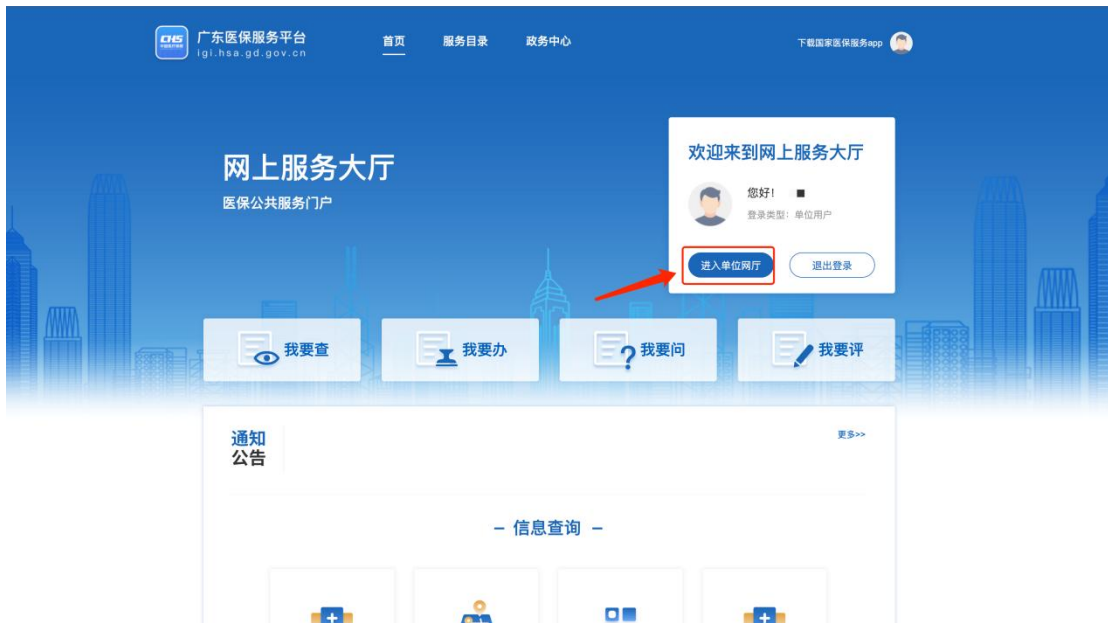 CHS
广东医保服务平台
igi.hsa.gd.gov.cn
首页
服务目录
政务中心
下载国家医保服务app
网上服务大厅
医保公共服务门户
欢迎来到网上服务大厅
您好!
登录类型: 单位用户
进入单位网厅
退出登录
我要查
我要办
我要问
我要评
通知
公告
更多>>
– 信息查询 –